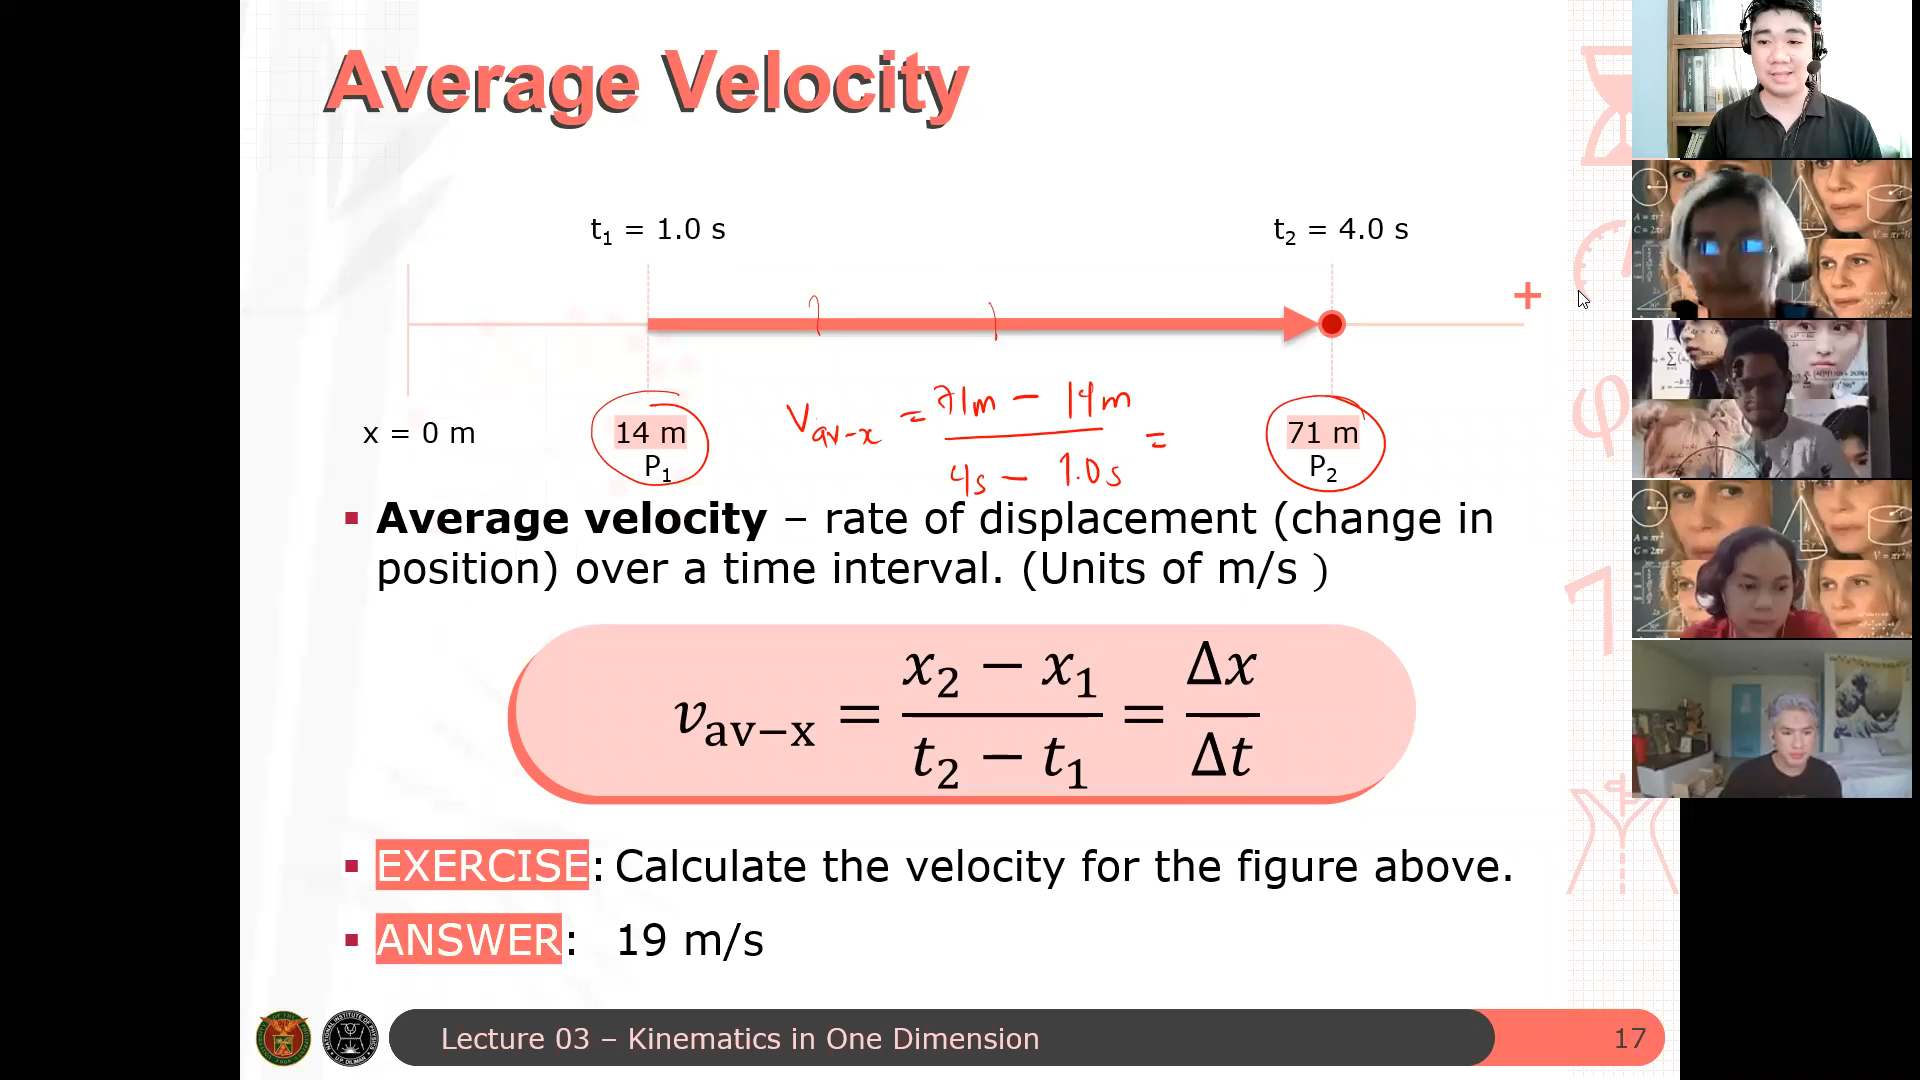 Average Velocity
t₁ = 1.0 s
t₂ = 4.0 s
+
x = 0 m
14 m
P₁
71 m
P₂
V_av-x = (71m − 14m) / (4s − 1.0s) =
▪ Average velocity – rate of displacement (change in
position) over a time interval. (Units of m/s )
v_av−x = (x₂ − x₁) / (t₂ − t₁) = Δx / Δt
▪ EXERCISE: Calculate the velocity for the figure above.
▪ ANSWER: 19 m/s
Lecture 03 – Kinematics in One Dimension
17